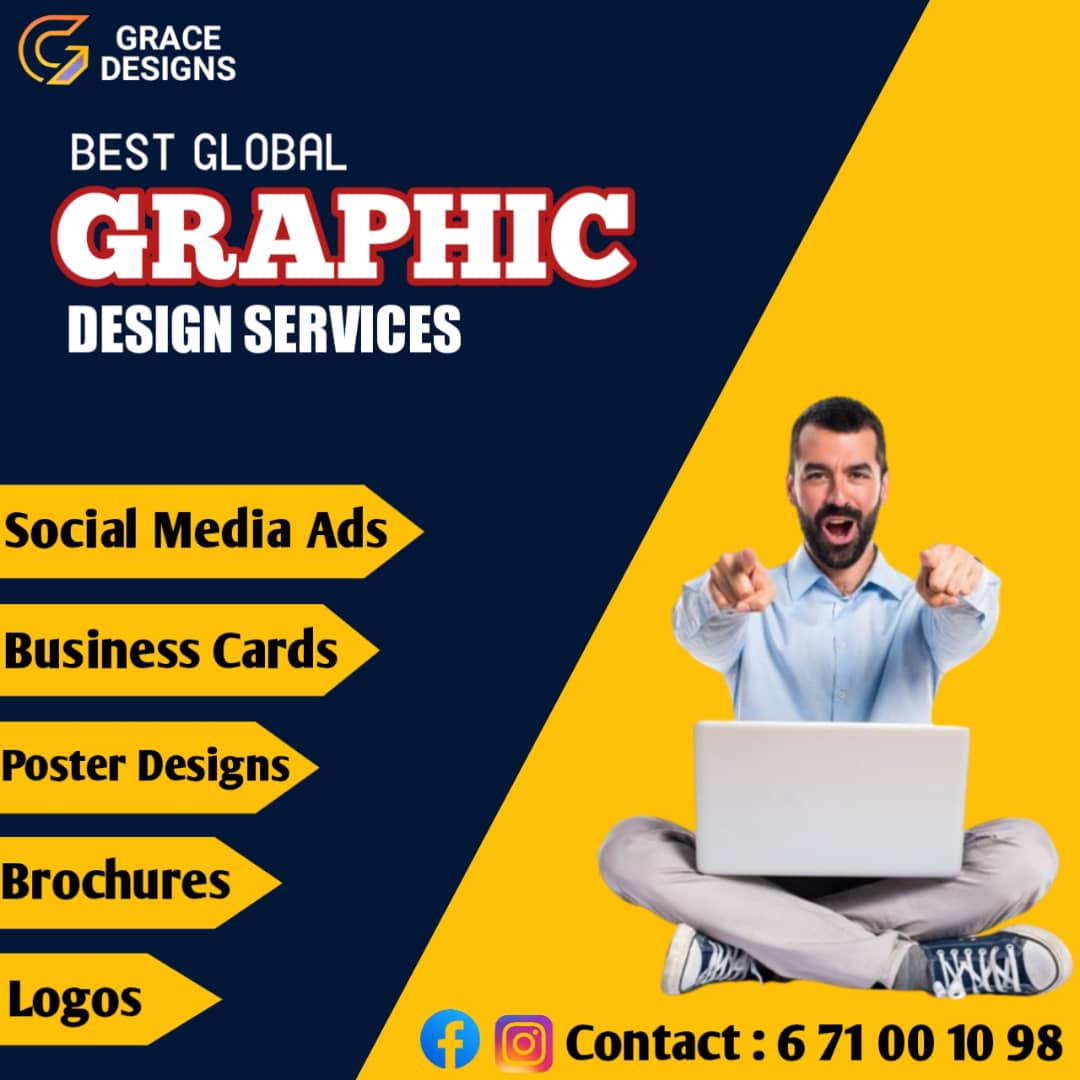 GRACE
DESIGNS
BEST GLOBAL
GRAPHIC
DESIGN SERVICES
Social Media Ads
Business Cards
Poster Designs
Brochures
Logos
Contact : 6 71 00 10 98